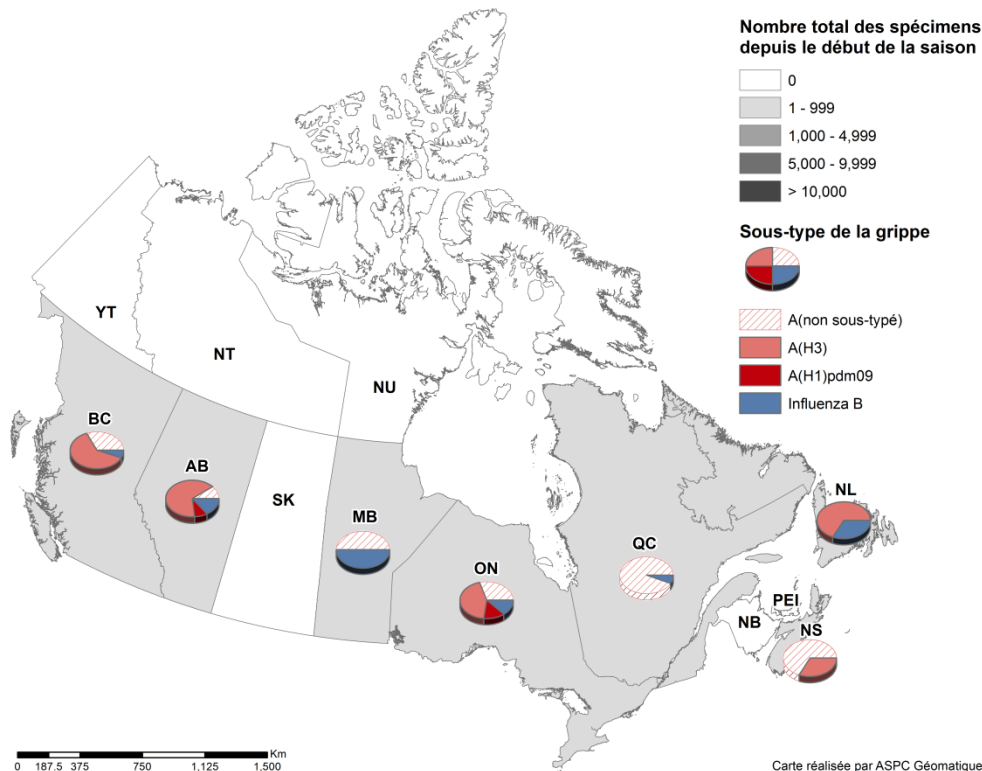 Nombre total des spécimens
depuis le début de la saison
0
1 - 999
1,000 - 4,999
5,000 - 9,999
> 10,000
Sous-type de la grippe
A(non sous-typé)
A(H3)
A(H1)pdm09
Influenza B
YT
NT
NU
BC
AB
SK
MB
ON
QC
NL
PEI
NB
NS
Km
0 187.5 375 750 1,125 1,500
Carte réalisée par ASPC Géomatique